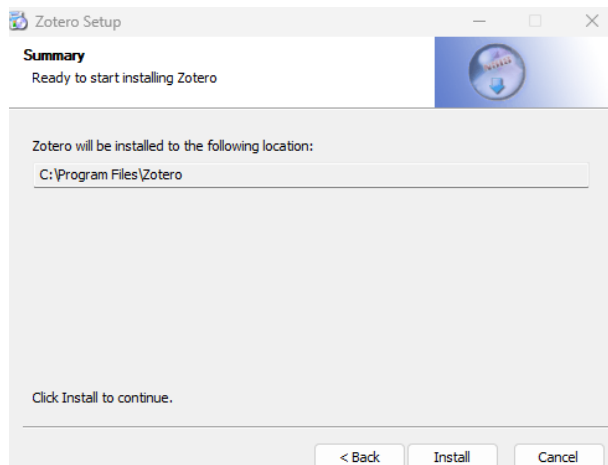 Zotero Setup
Summary
Ready to start installing Zotero
Zotero will be installed to the following location:
C:\Program Files\Zotero
Click Install to continue.
< Back
Install
Cancel